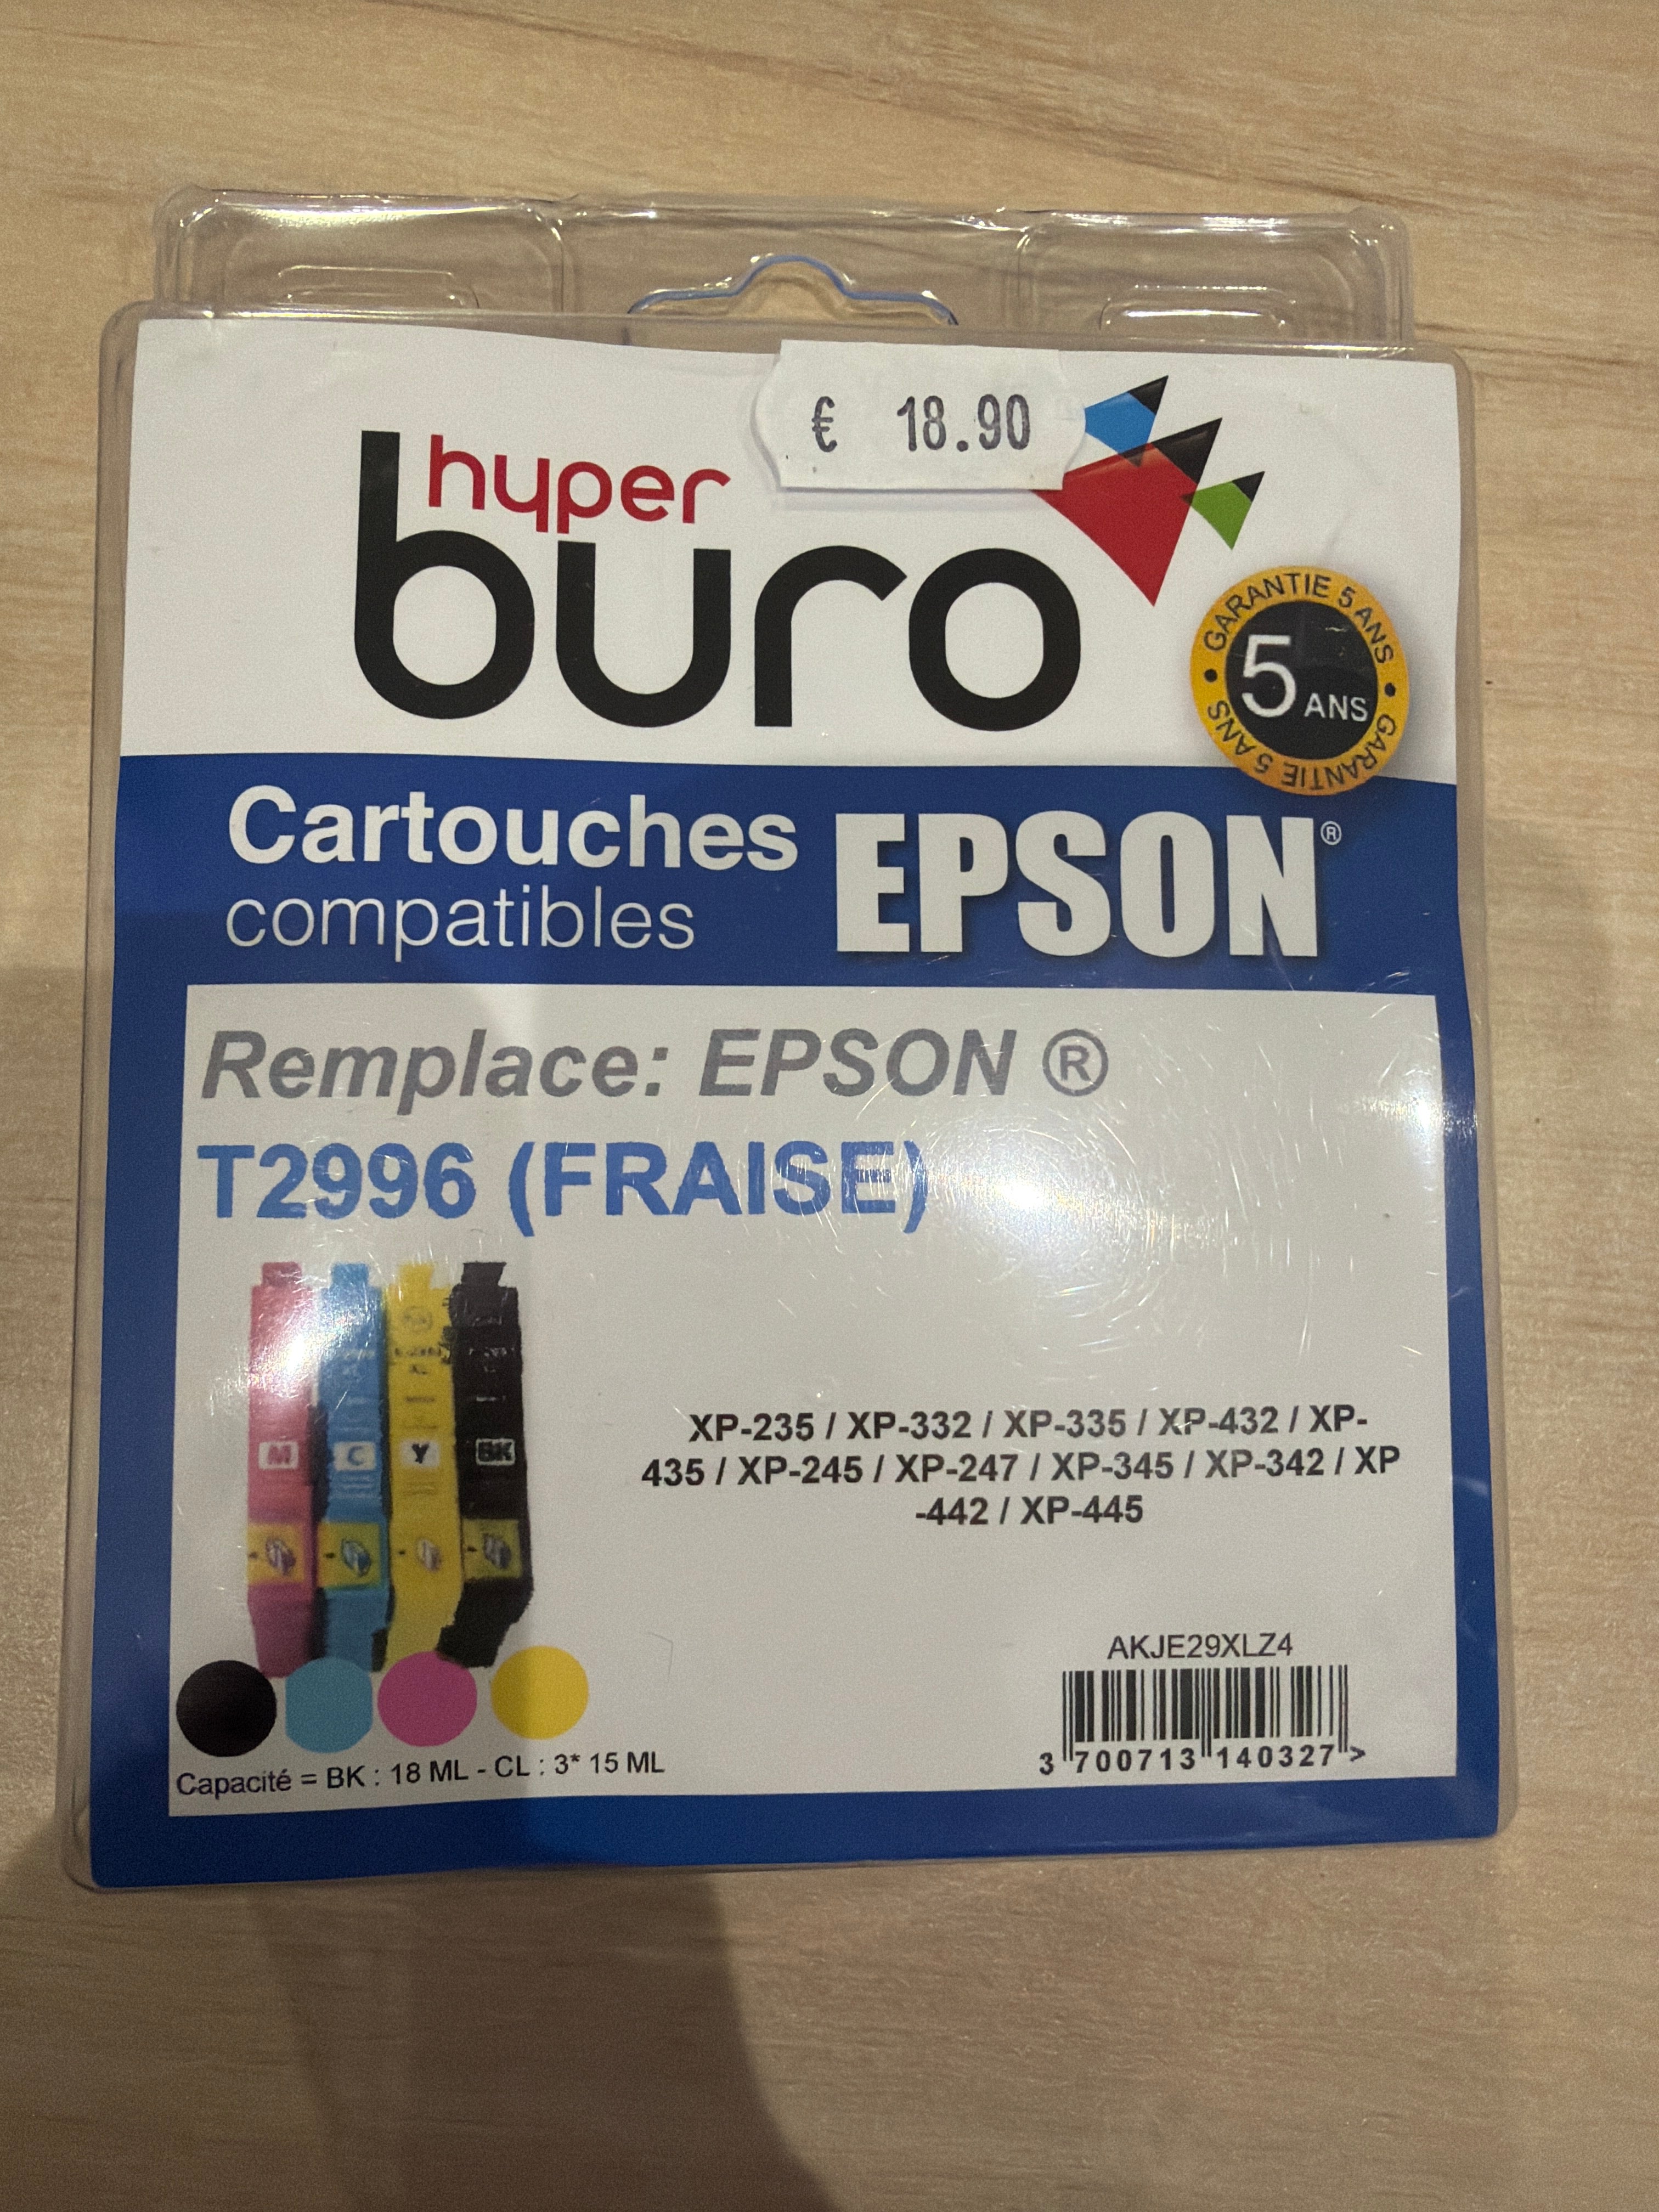 € 18.90
hyper
buro
GARANTIE 5 ANS • GARANTIE 5 ANS •
5 ANS
Cartouches
compatibles
EPSON®
Remplace: EPSON ®
T2996 (FRAISE)
M C Y BK
XP-235 / XP-332 / XP-335 / XP-432 / XP-
435 / XP-245 / XP-247 / XP-345 / XP-342 / XP
-442 / XP-445
AKJE29XLZ4
3 700713 140327 >
Capacité = BK : 18 ML - CL : 3* 15 ML